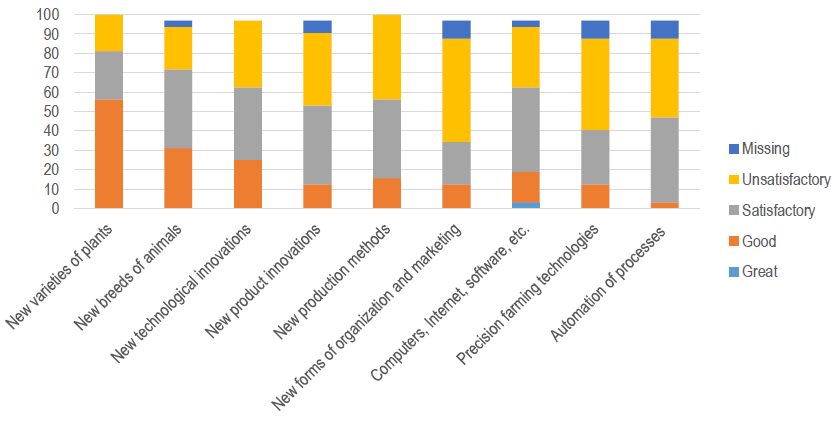 100
90
80
70
60
50
40
30
20
10
0
New varieties of plants
New breeds of animals
New technological innovations
New product innovations
New production methods
New forms of organization and marketing
Computers, Internet, software, etc.
Precision farming technologies
Automation of processes
Missing
Unsatisfactory
Satisfactory
Good
Great